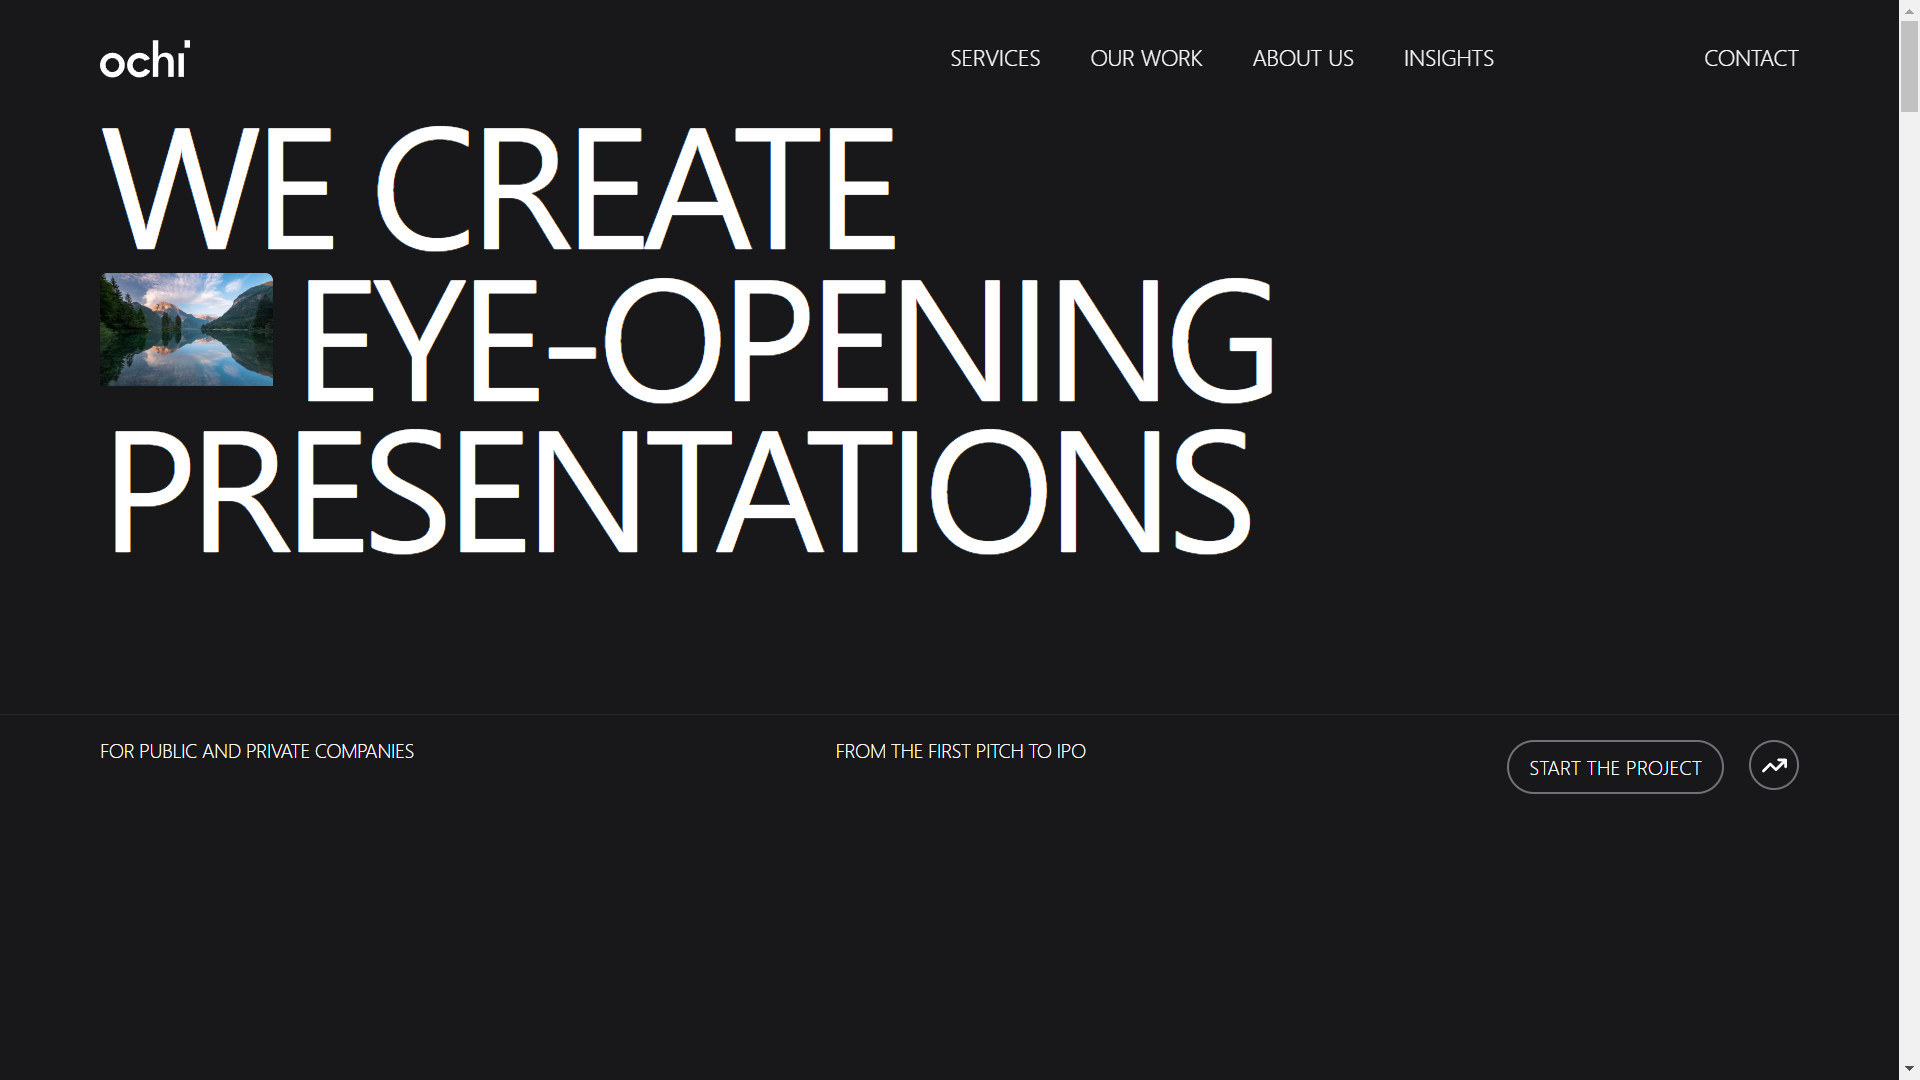 ochi
SERVICES
OUR WORK
ABOUT US
INSIGHTS
CONTACT
WE CREATE
EYE-OPENING
PRESENTATIONS
FOR PUBLIC AND PRIVATE COMPANIES
FROM THE FIRST PITCH TO IPO
START THE PROJECT